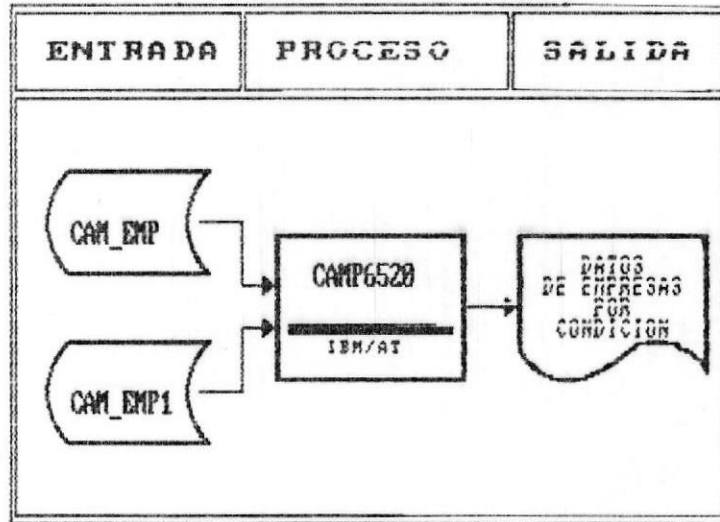 ENTRADA
PROCESO
SALIDA
CAM_EMP
CAM_EMP1
CAMP6520
IBM/AT
DATOS
DE EMPRESAS
POR
CONDICION